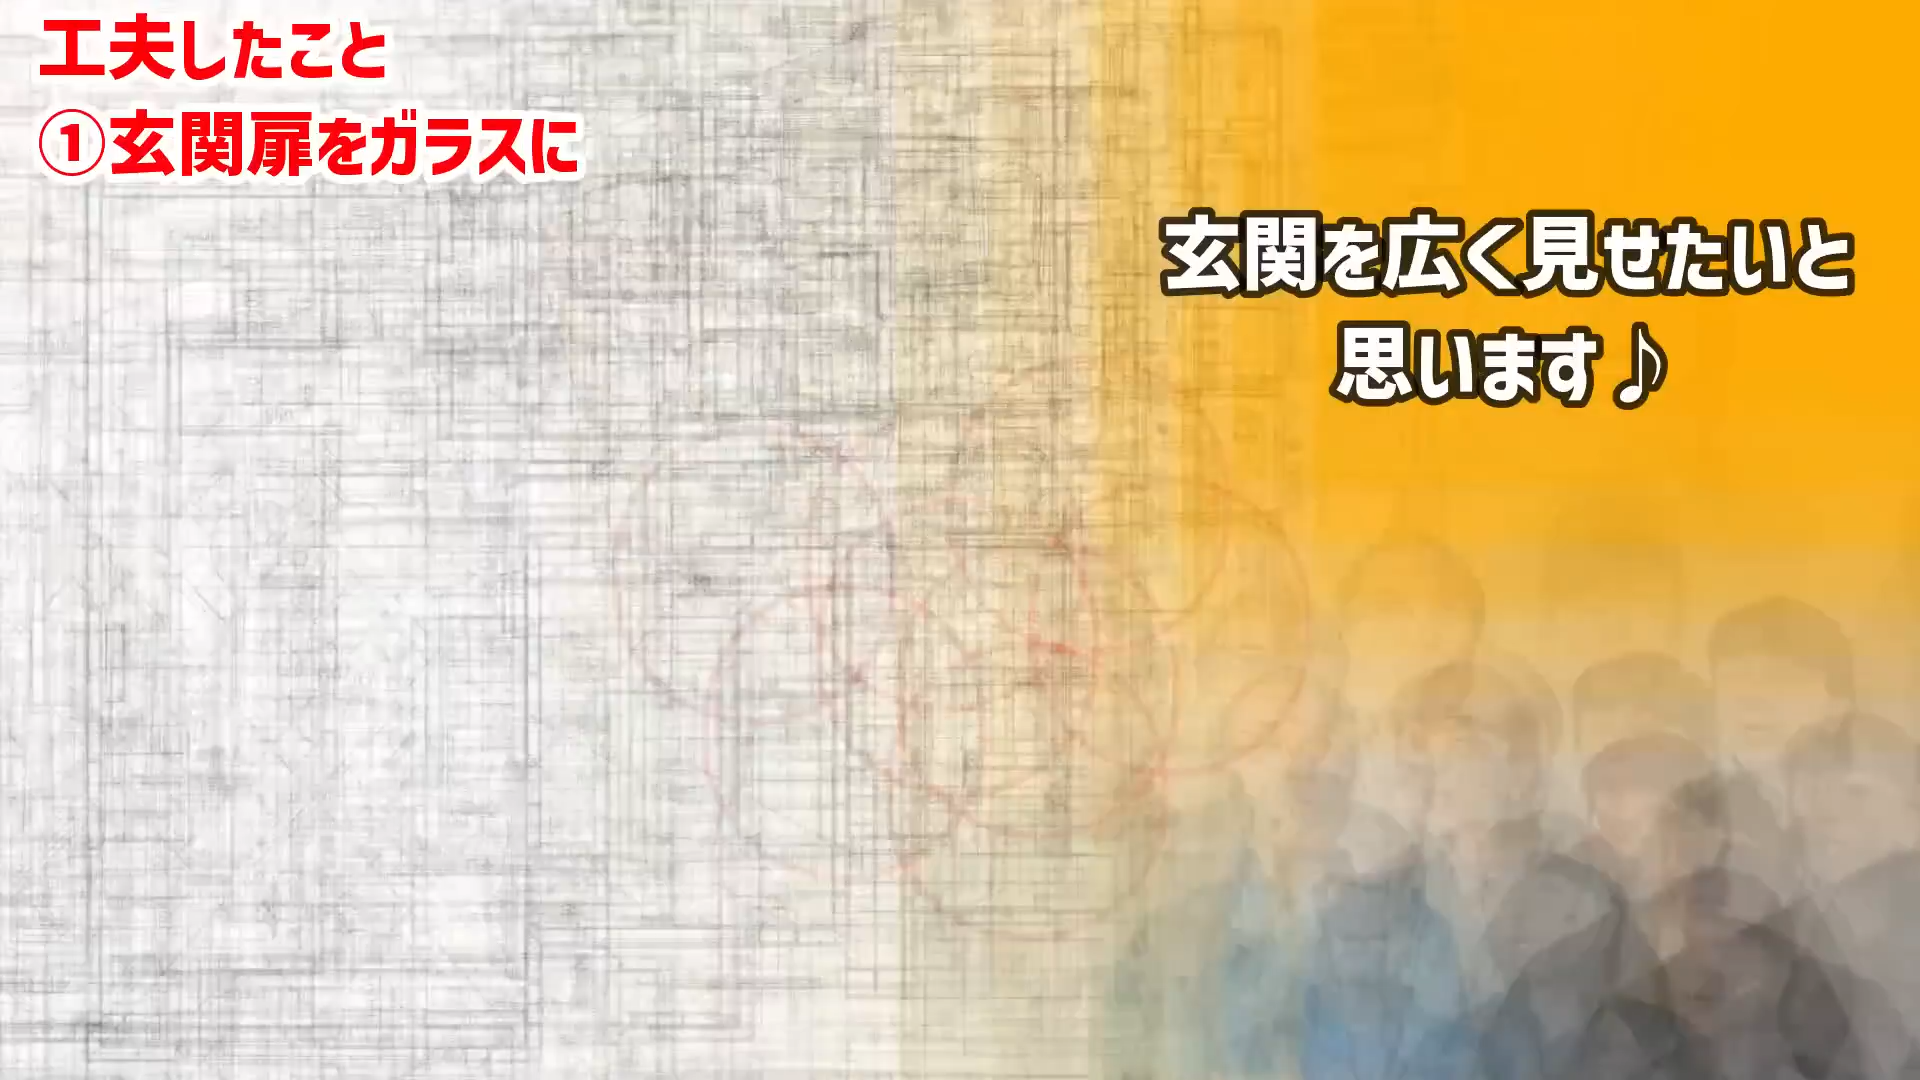 工夫したこと
①玄関扉をガラスに
玄関を広く見せたいと
思います♪